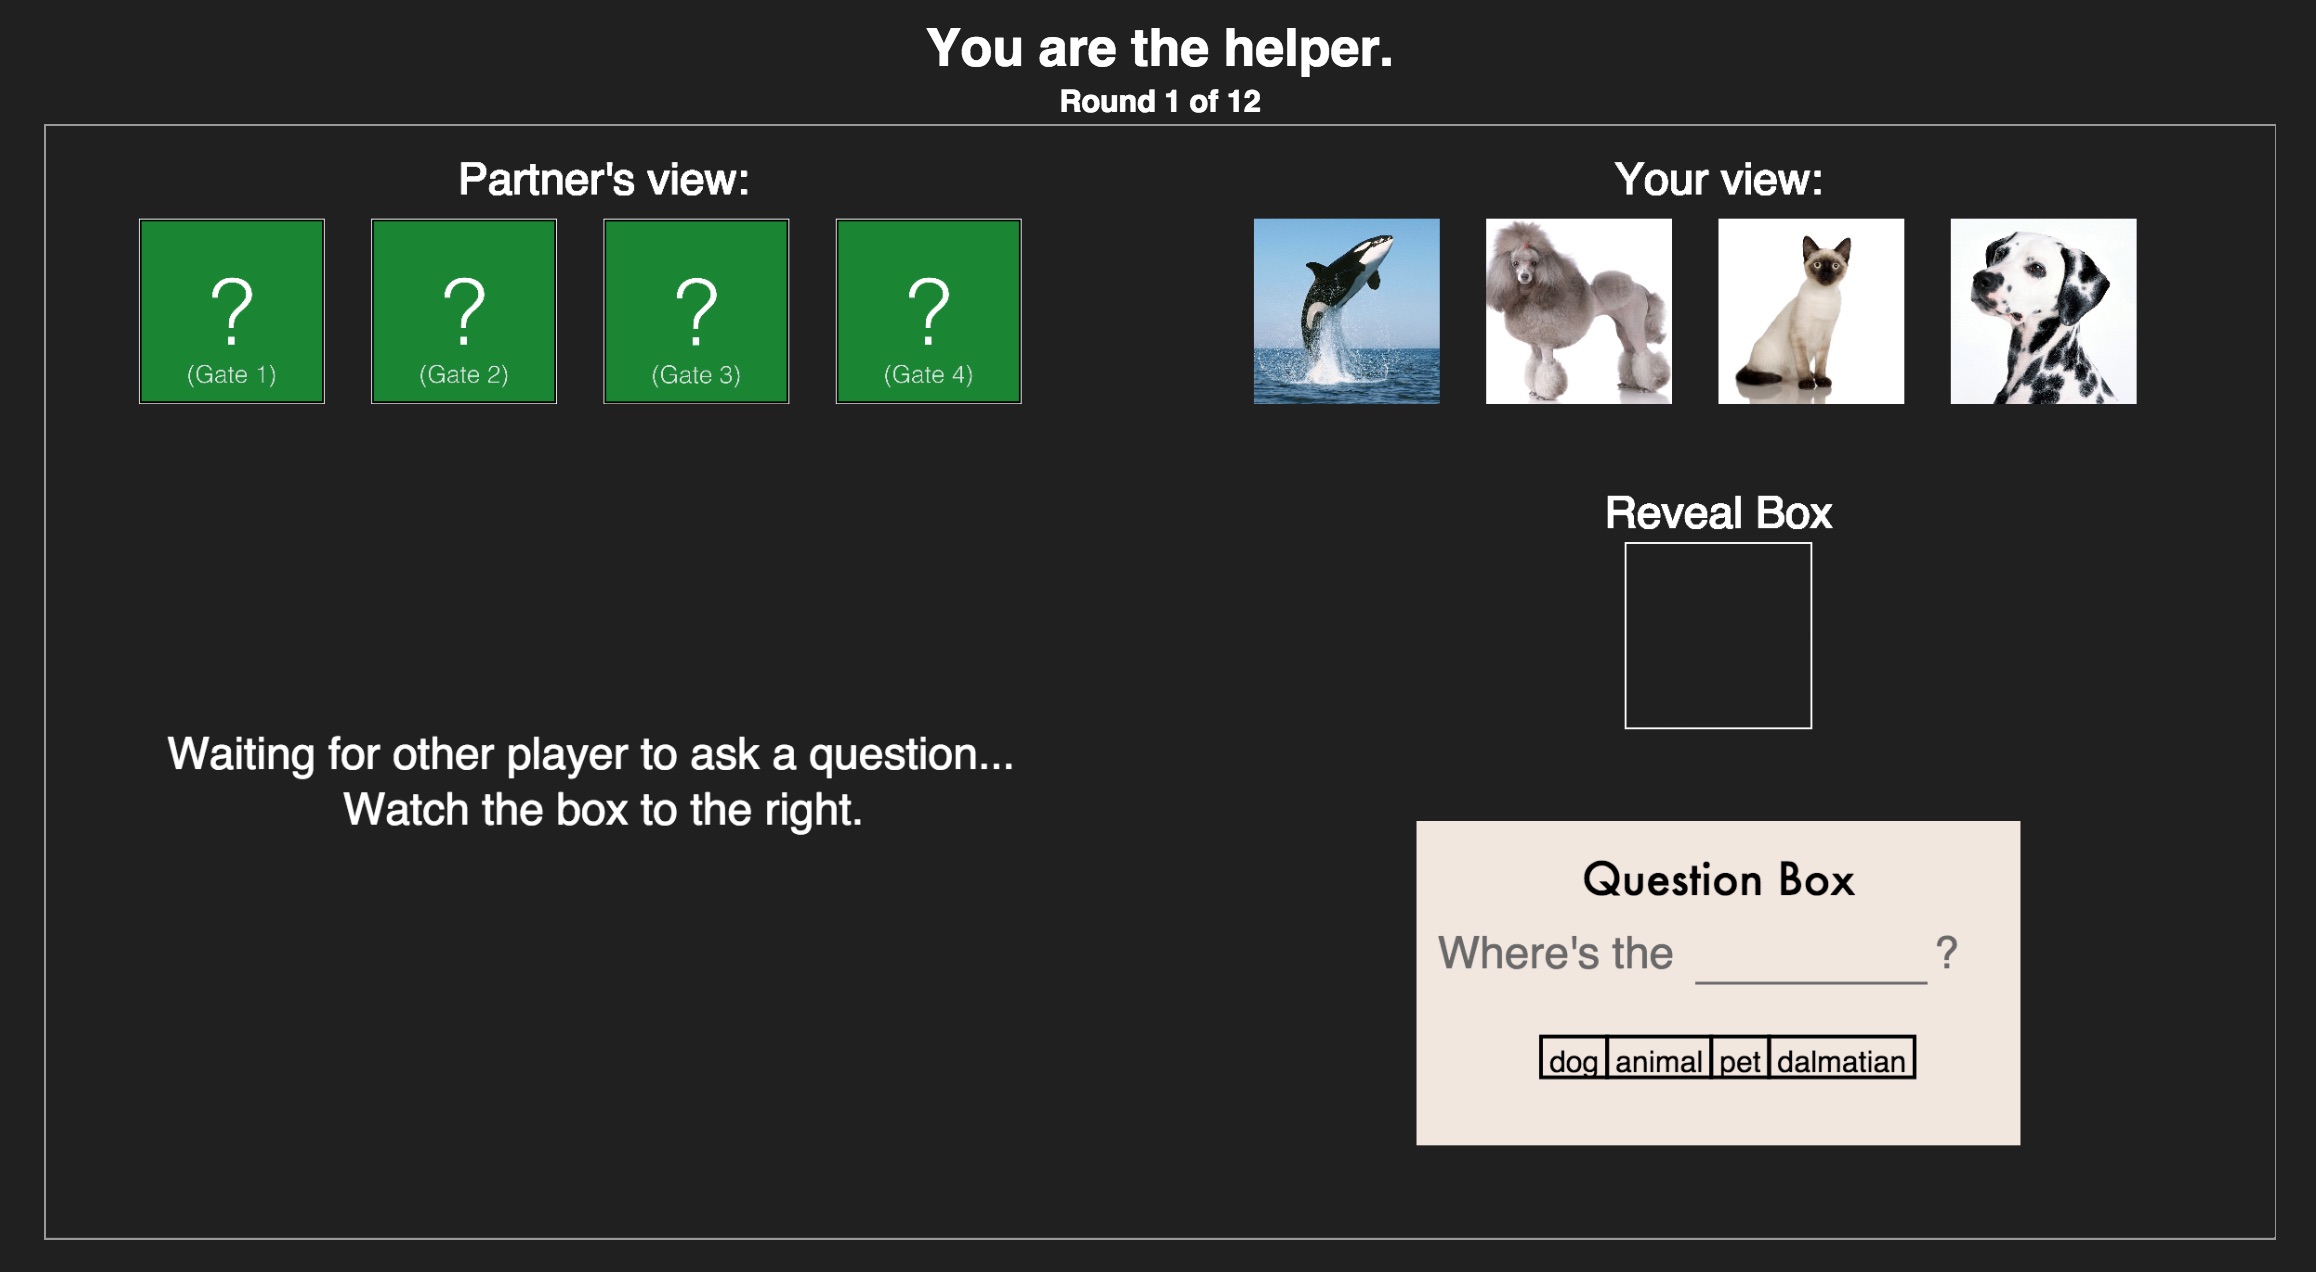 You are the helper.
Round 1 of 12
Partner's view:
Your view:
?
(Gate 1)
?
(Gate 2)
?
(Gate 3)
?
(Gate 4)
Reveal Box
Waiting for other player to ask a question...
Watch the box to the right.
Question Box
Where's the ________ ?
dog animal pet dalmatian